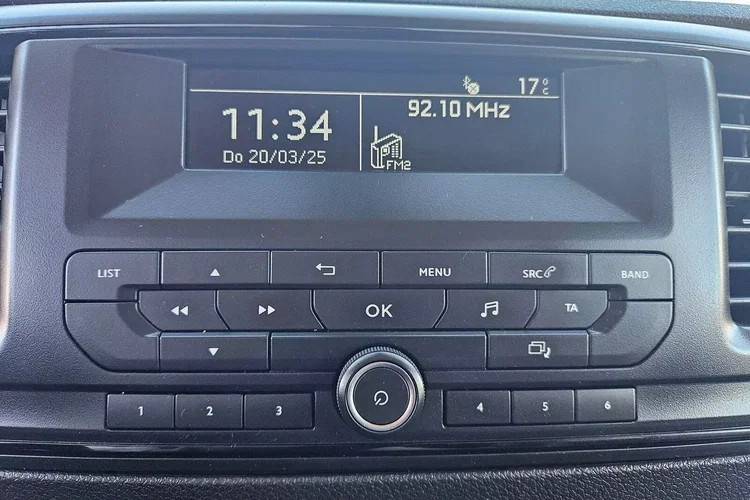 17 °C
92.10 MHz
11:34
Do 20/03/25
FM2
LIST
MENU
SRC
BAND
OK
TA
1 2 3 4 5 6